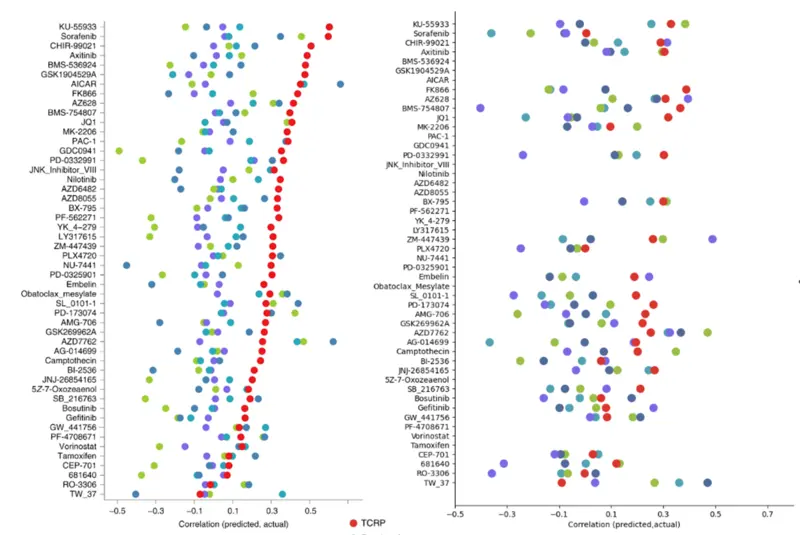 KU-55933
Sorafenib
CHIR-99021
Axitinib
BMS-536924
GSK1904529A
AICAR
FK866
AZ628
BMS-754807
JQ1
MK-2206
PAC-1
GDC0941
PD-0332991
JNK_Inhibitor_VIII
Nilotinib
AZD6482
AZD8055
BX-795
PF-562271
YK_4-279
LY317615
ZM-447439
PLX4720
NU-7441
PD-0325901
Embelin
Obatoclax_mesylate
SL_0101-1
PD-173074
AMG-706
GSK269962A
AZD7762
AG-014699
Camptothecin
BI-2536
JNJ-26854165
5Z-7-Oxozeaenol
SB_216763
Bosutinib
Gefitinib
GW_441756
PF-4708671
Vorinostat
Tamoxifen
CEP-701
681640
RO-3306
TW_37
−0.5 −0.3 −0.1 0.1 0.3 0.5
Correlation (predicted, actual)
TCRP
KU-55933
Sorafenib
CHIR-99021
Axitinib
BMS-536924
GSK1904529A
AICAR
FK866
AZ628
BMS-754807
JQ1
MK-2206
PAC-1
GDC0941
PD-0332991
JNK_Inhibitor_VIII
Nilotinib
AZD6482
AZD8055
BX-795
PF-562271
YK_4-279
LY317615
ZM-447439
PLX4720
NU-7441
PD-0325901
Embelin
Obatoclax_mesylate
SL_0101-1
PD-173074
AMG-706
GSK269962A
AZD7762
AG-014699
Camptothecin
BI-2536
JNJ-26854165
5Z-7-Oxozeaenol
SB_216763
Bosutinib
Gefitinib
GW_441756
PF-4708671
Vorinostat
Tamoxifen
CEP-701
681640
RO-3306
TW_37
−0.5 −0.3 −0.1 0.1 0.3 0.5 0.7
Correlation (predicted,actual)